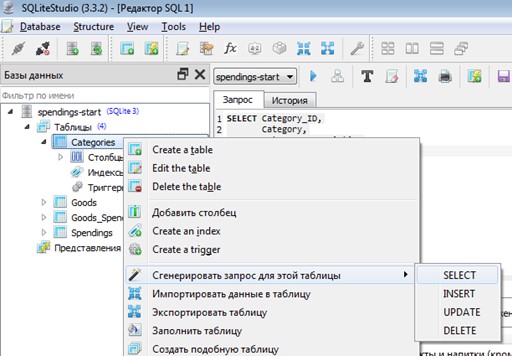 SQLiteStudio (3.3.2) - [Редактор SQL 1]
Database Structure View Tools Help
Базы данных
spendings-start
Фильтр по имени
Запрос История
spendings-start (SQLite 3)
Таблицы (4)
Categories
Столбцы
Индексы
Триггеры
Goods
Goods_Spend
Spendings
Представления
1 SELECT Category_ID,
2 Category,
Create a table
Edit the table
Delete the table
Добавить столбец
Create an index
Create a trigger
Сгенерировать запрос для этой таблицы
Импортировать данные в таблицу
Экспортировать таблицу
Заполнить таблицу
Создать подобную таблицу
SELECT
INSERT
UPDATE
DELETE
кты и напитки (кром